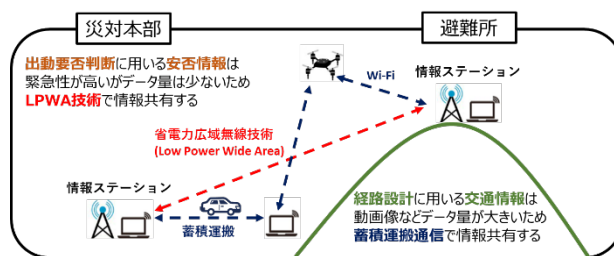 災対本部
避難所
出動要否判断に用いる安否情報は
緊急性が高いがデータ量は少ないため
LPWA技術で情報共有する
Wi-Fi
情報ステーション
省電力広域無線技術
(Low Power Wide Area)
情報ステーション
蓄積運搬
経路設計に用いる交通情報は
動画像などデータ量が大きいため
蓄積運搬通信で情報共有する